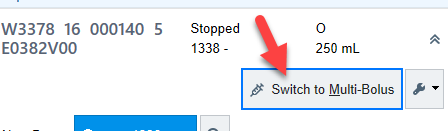 W3378 16 000140 5 Stopped O
E0382V00 1338 - 250 mL
Switch to Multi-Bolus